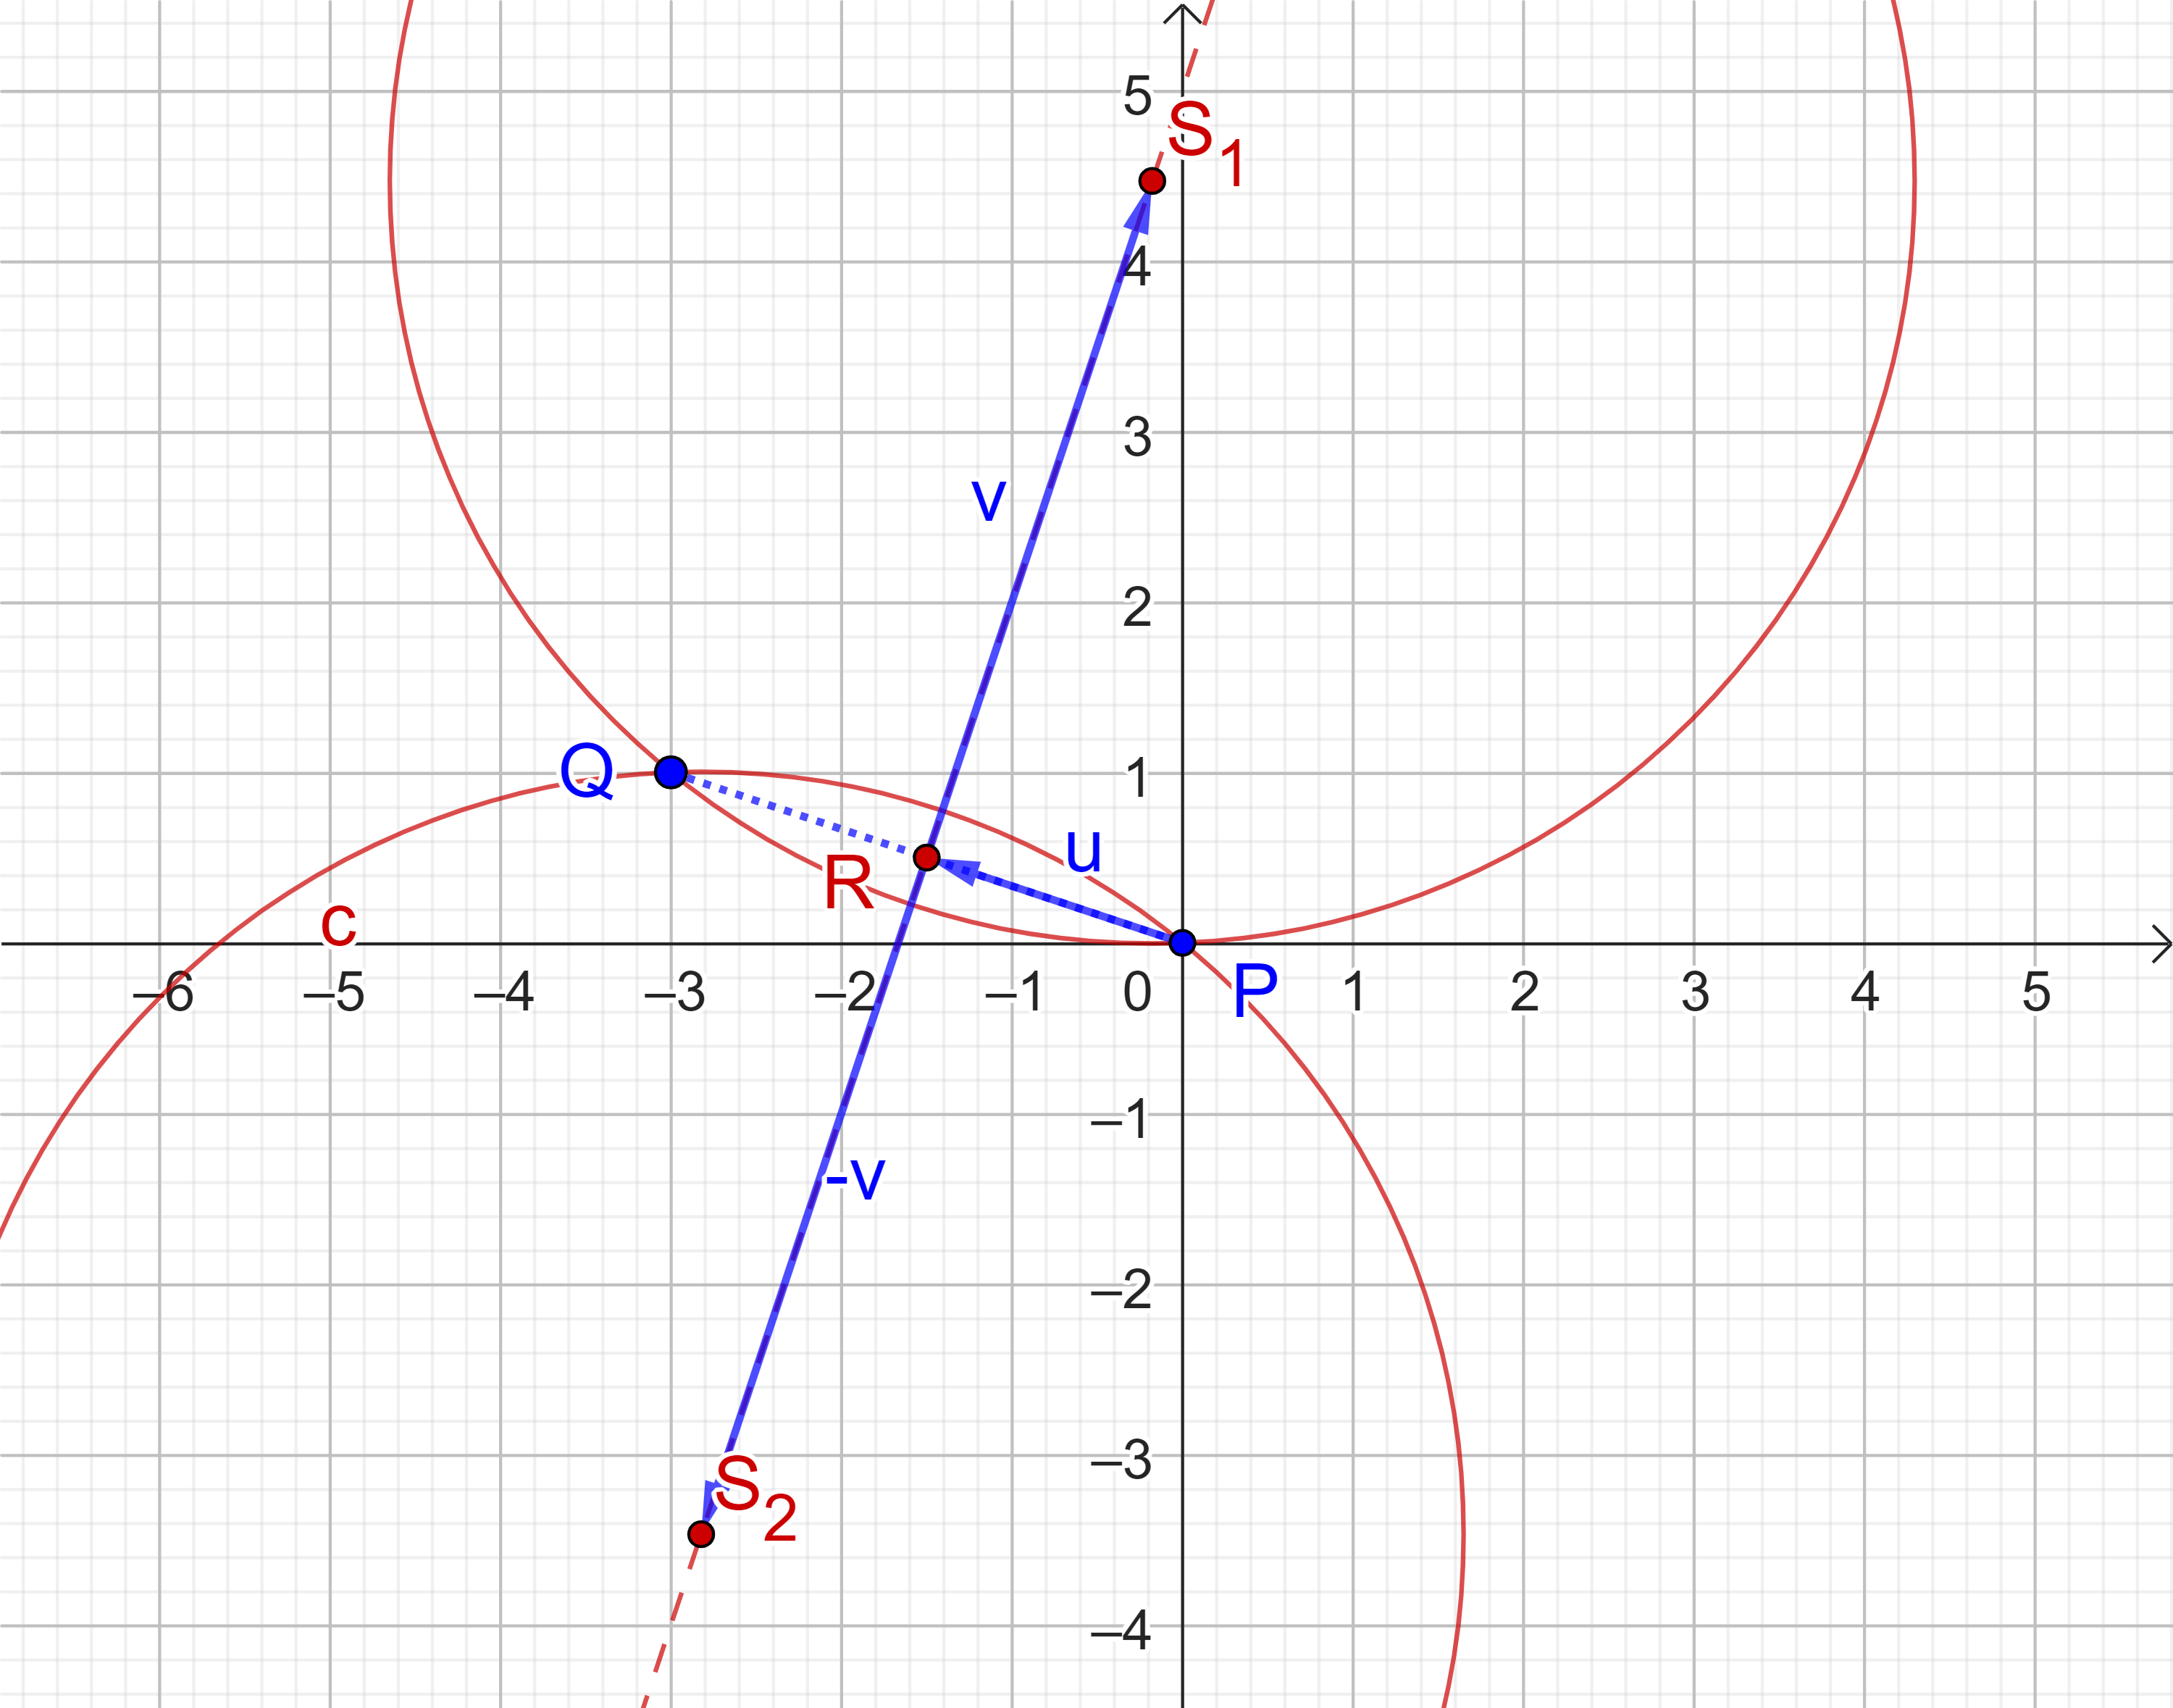 5
S₁
4
3
v
2
Q
1
u
R
c
–6 –5 –4 –3 –2 –1 0 P 1 2 3 4 5
–1
-v
–2
–3
S₂
–4